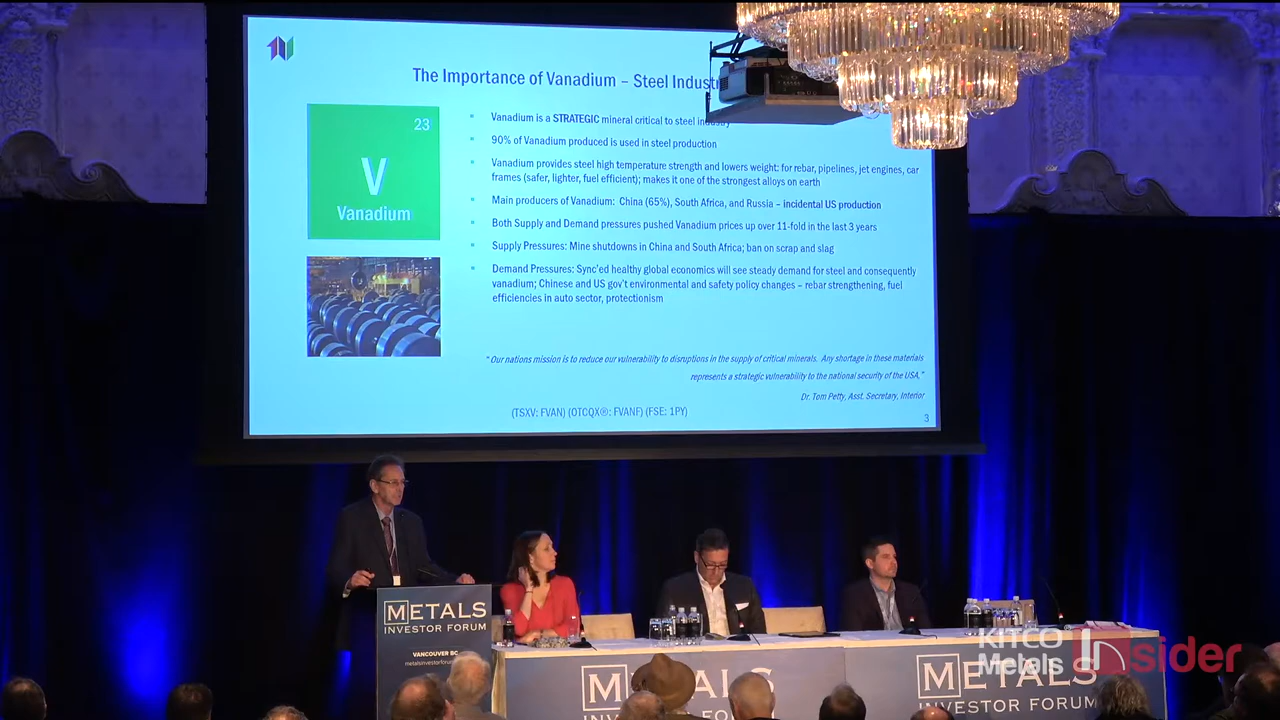 The Importance of Vanadium – Steel Indust
23
V
Vanadium
Vanadium is a STRATEGIC mineral critical to steel industry
90% of Vanadium produced is used in steel production
Vanadium provides steel high temperature strength and lowers weight: for rebar, pipelines, jet engines, car
frames (safer, lighter, fuel efficient); makes it one of the strongest alloys on earth
Main producers of Vanadium: China (65%), South Africa, and Russia – incidental US production
Both Supply and Demand pressures pushed Vanadium prices up over 11-fold in the last 3 years
Supply Pressures: Mine shutdowns in China and South Africa; ban on scrap and slag
Demand Pressures: Sync'ed healthy global economics will see steady demand for steel and consequently
vanadium; Chinese and US gov't environmental and safety policy changes – rebar strengthening, fuel
efficiencies in auto sector, protectionism
"Our nations mission is to reduce our vulnerability to disruptions in the supply of critical minerals. Any shortage in these materials
represents a strategic vulnerability to the national security of the USA,"
Dr. Tom Petty, Asst. Secretary, Interior
(TSXV: FVAN) (OTCQX®: FVANF) (FSE: 1PY)
3
METALS
INVESTOR FORUM
VANCOUVER BC
metalsinvestorforu
METALS
INVESTOR FORUM
METALS
INVESTOR FORUM
KITCO
Metals
Insider